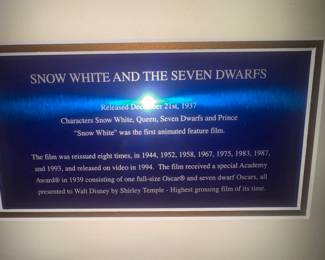 SNOW WHITE AND THE SEVEN DWARFS
Released December 21st, 1937
Characters Snow White, Queen, Seven Dwarfs and Prince
"Snow White" was the first animated feature film.
The film was reissued eight times, in 1944, 1952, 1958, 1967, 1975, 1983, 1987,
and 1993, and released on video in 1994. The film received a special Academy
Award® in 1939 consisting of one full-size Oscar® and seven dwarf Oscars, all
presented to Walt Disney by Shirley Temple - Highest grossing film of its time.